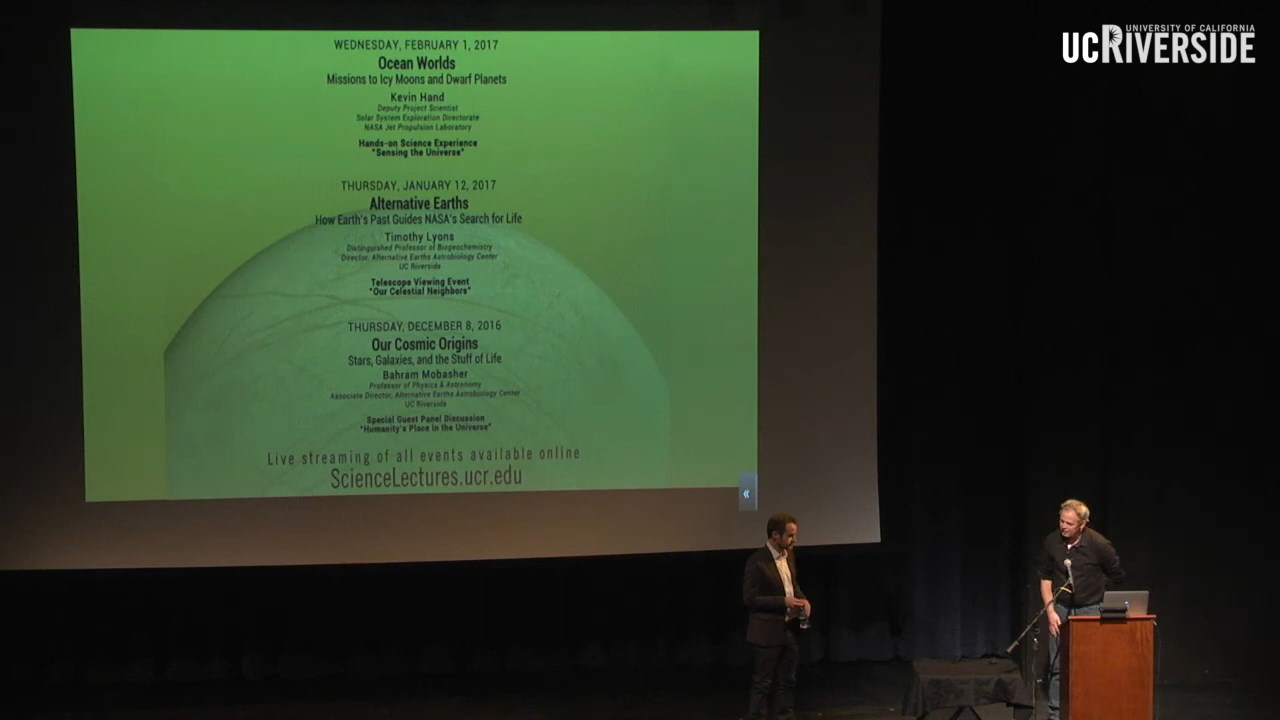 WEDNESDAY, FEBRUARY 1, 2017
Ocean Worlds
Missions to Icy Moons and Dwarf Planets
Kevin Hand
Deputy Project Scientist
Solar System Exploration Directorate
NASA Jet Propulsion Laboratory
Hands-on Science Experience
"Sensing the Universe"
THURSDAY, JANUARY 12, 2017
Alternative Earths
How Earth's Past Guides NASA's Search for Life
Timothy Lyons
Distinguished Professor of Biogeochemistry
Director, Alternative Earths Astrobiology Center
UC Riverside
Telescope Viewing Event
"Our Celestial Neighbors"
THURSDAY, DECEMBER 8, 2016
Our Cosmic Origins
Stars, Galaxies, and the Stuff of Life
Bahram Mobasher
Professor of Physics & Astronomy
Associate Director, Alternative Earths Astrobiology Center
UC Riverside
Special Guest Panel Discussion
"Humanity's Place in the Universe"
Live streaming of all events available online
ScienceLectures.ucr.edu
«
UNIVERSITY OF CALIFORNIA
UCRIVERSIDE